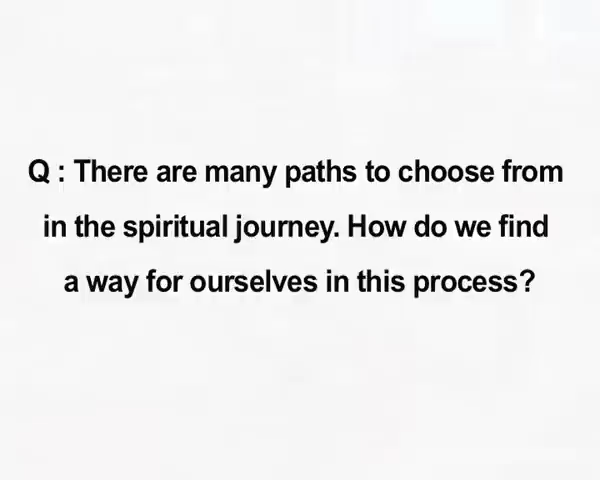 Q : There are many paths to choose from
in the spiritual journey. How do we find
a way for ourselves in this process?